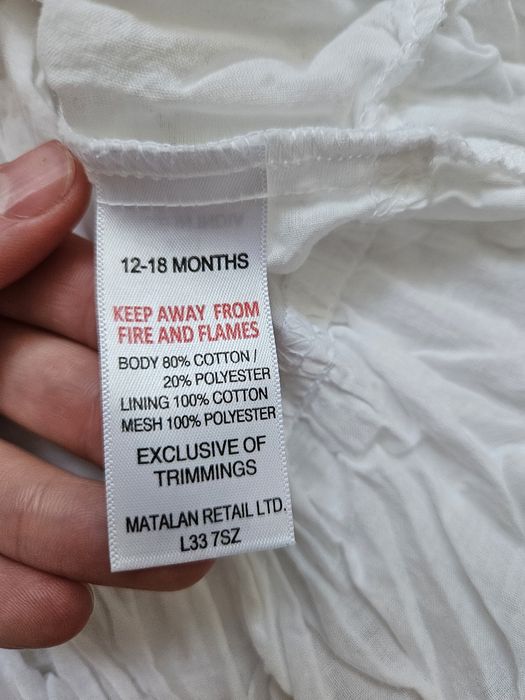 12-18 MONTHS
KEEP AWAY FROM
FIRE AND FLAMES
BODY 80% COTTON /
20% POLYESTER
LINING 100% COTTON
MESH 100% POLYESTER
EXCLUSIVE OF
TRIMMINGS
MATALAN RETAIL LTD.
L33 7SZ